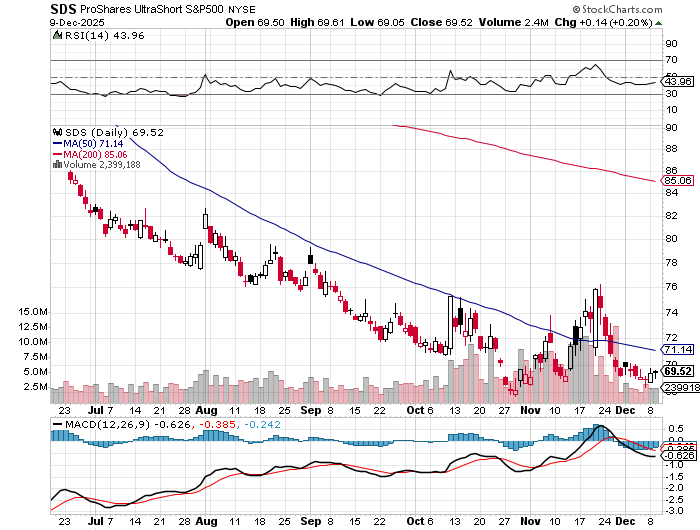 SDS ProShares UltraShort S&P500 NYSE © StockCharts.com
9-Dec-2025 Open 69.50 High 69.61 Low 69.05 Close 69.52 Volume 2.4M Chg +0.14 (+0.20%)
RSI(14) 43.96
90
70
50
43.96
30
10
SDS (Daily) 69.52
MA(50) 71.14
MA(200) 85.06
Volume 2,399,188
90
88
86
85.06
84
82
80
78
76
74
72
71.14
69.52
2399188
15.0M
12.5M
10.0M
7.5M
5.0M
2.5M
23 Jul 7 14 21 28 Aug 11 18 25 Sep 8 15 22 Oct 6 13 20 27 Nov 10 17 24 Dec 8
MACD(12,26,9) -0.626, -0.385, -0.242
0.5
0.0
-0.626
-1.0
-1.5
-2.0
-2.5
-3.0
23 Jul 7 14 21 28 Aug 11 18 25 Sep 8 15 22 Oct 6 13 20 27 Nov 10 17 24 Dec 8